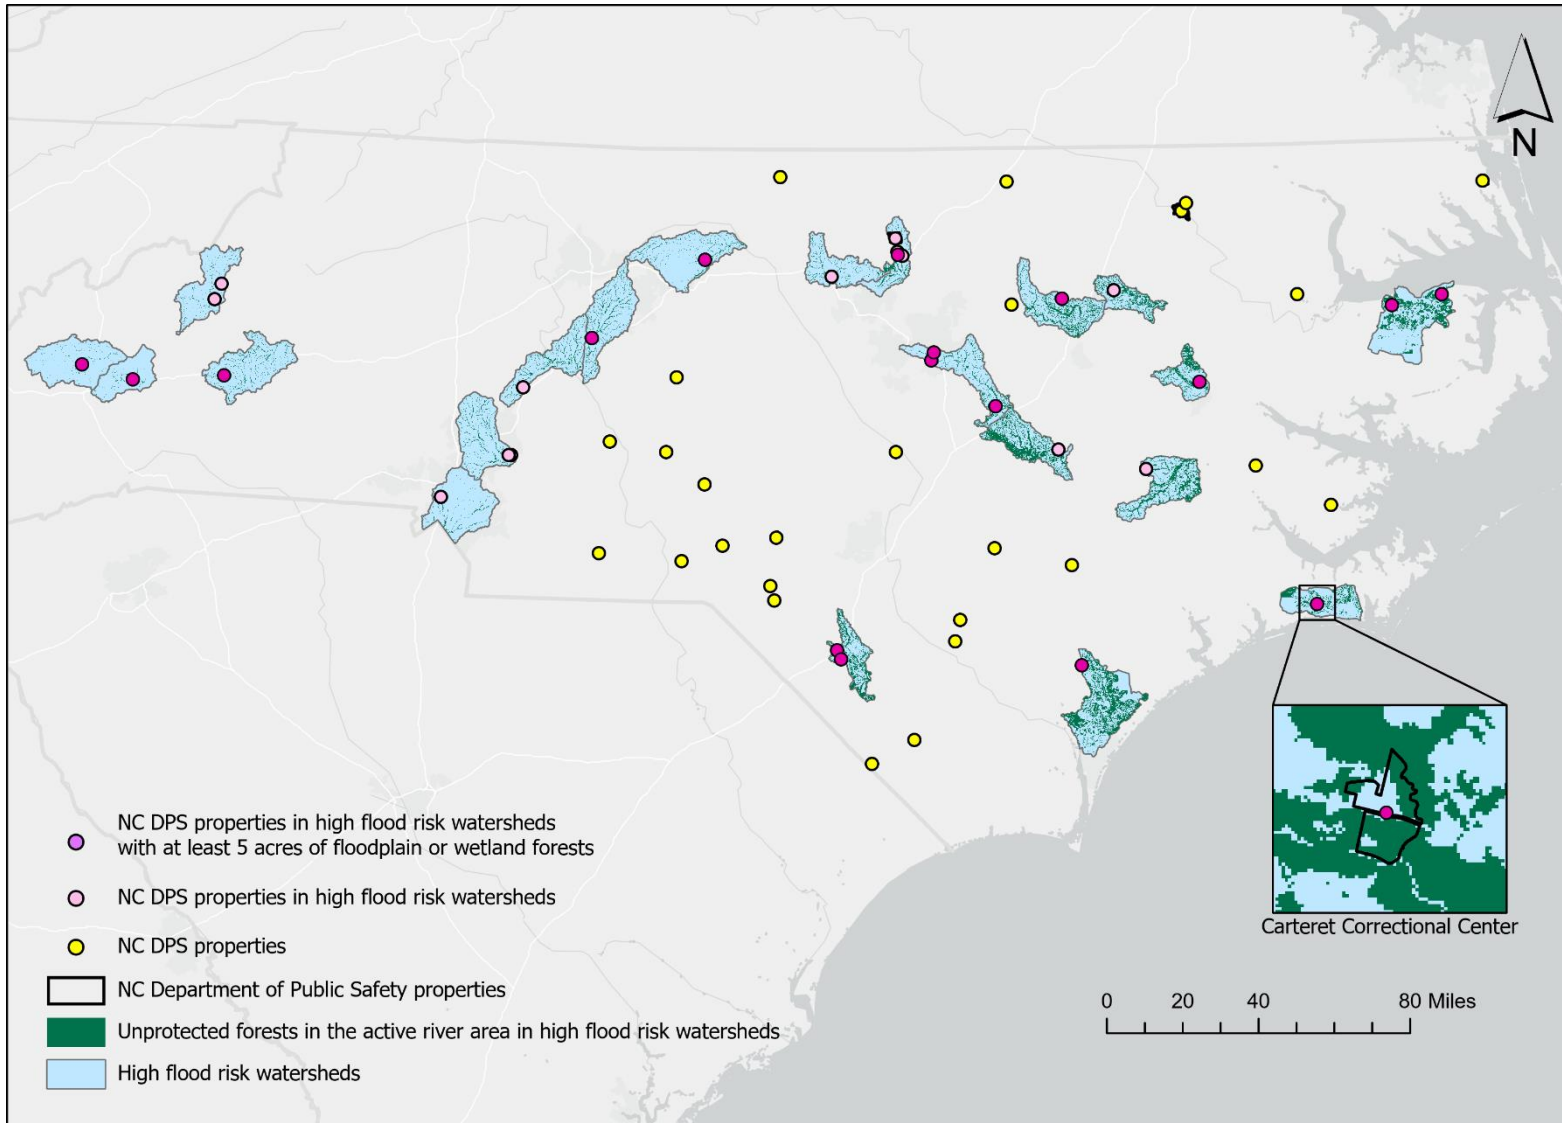 N
NC DPS properties in high flood risk watersheds
with at least 5 acres of floodplain or wetland forests
NC DPS properties in high flood risk watersheds
NC DPS properties
NC Department of Public Safety properties
Unprotected forests in the active river area in high flood risk watersheds
High flood risk watersheds
Carteret Correctional Center
0 20 40 80 Miles